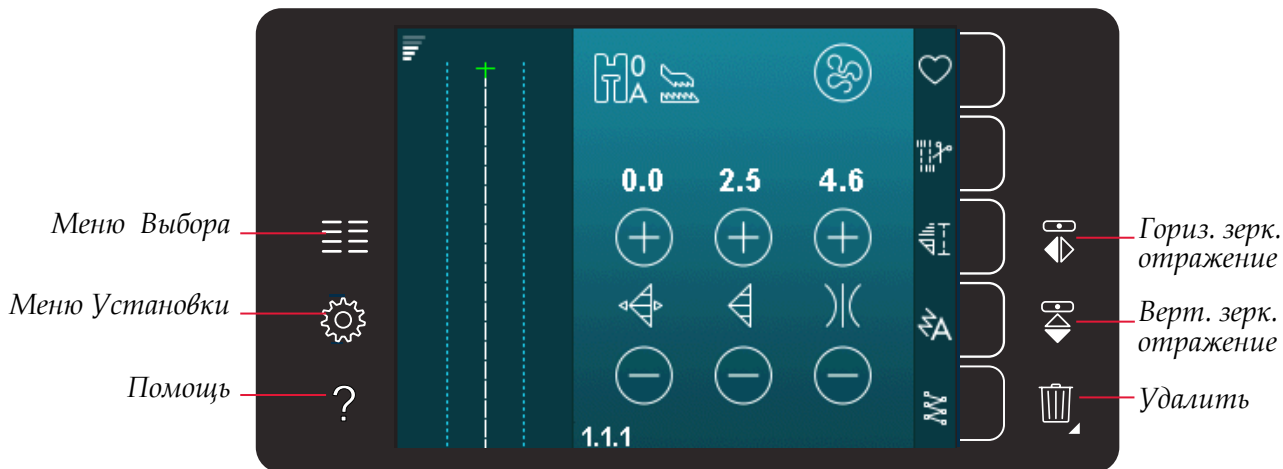 0
A
0.0 2.5 4.6
A
1.1.1
Меню Выбора
Меню Установки
Помощь
?
Гориз. зерк.
отражение
Верт. зерк.
отражение
Удалить